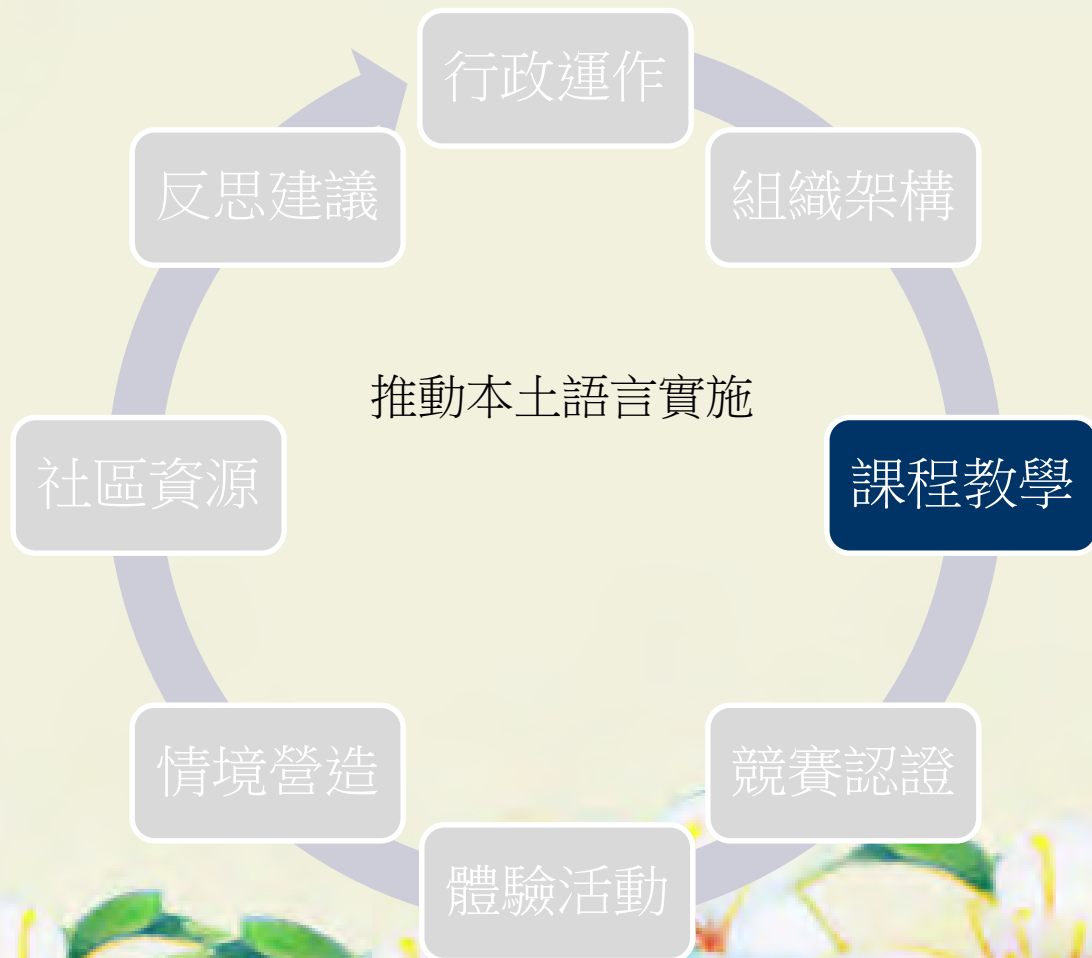 行政運作
組織架構
課程教學
競賽認證
體驗活動
情境營造
社區資源
反思建議
推動本土語言實施